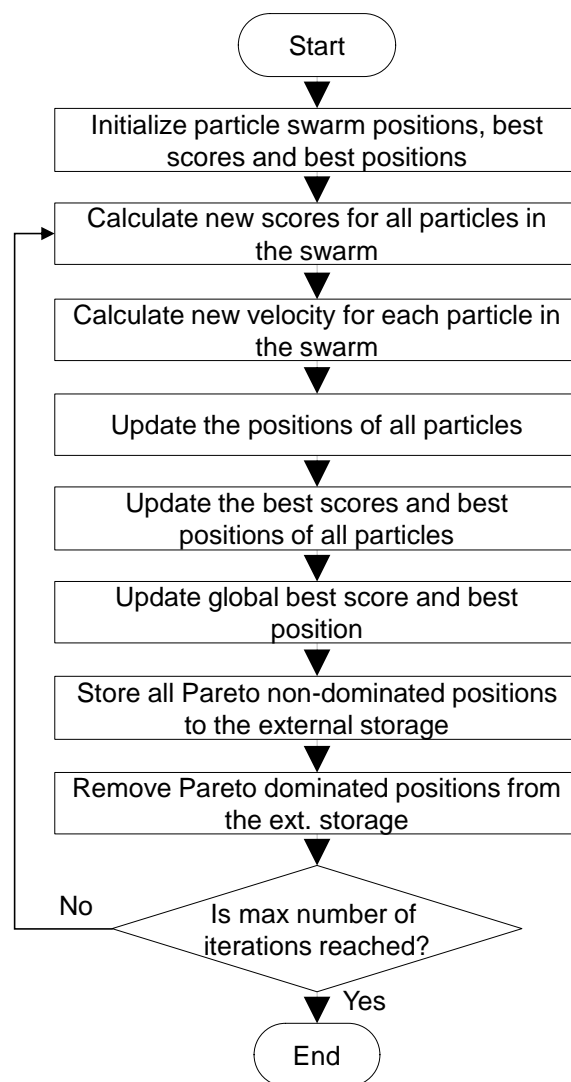 Start
Initialize particle swarm positions, best
scores and best positions
Calculate new scores for all particles in
the swarm
Calculate new velocity for each particle in
the swarm
Update the positions of all particles
Update the best scores and best
positions of all particles
Update global best score and best
position
Store all Pareto non-dominated positions
to the external storage
Remove Pareto dominated positions from
the ext. storage
No
Is max number of
iterations reached?
Yes
End